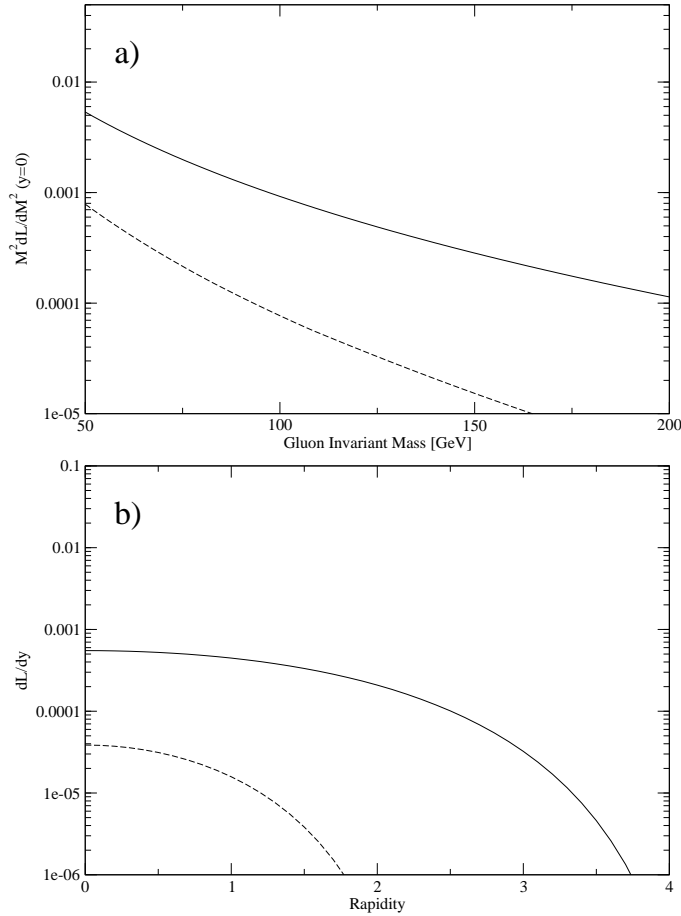 a)
0.01
0.001
0.0001
1e-05
M²dL/dM² (y=0)
50 100 150 200
Gluon Invariant Mass [GeV]
b)
0.1
0.01
0.001
0.0001
1e-05
1e-06
dL/dy
0 1 2 3 4
Rapidity